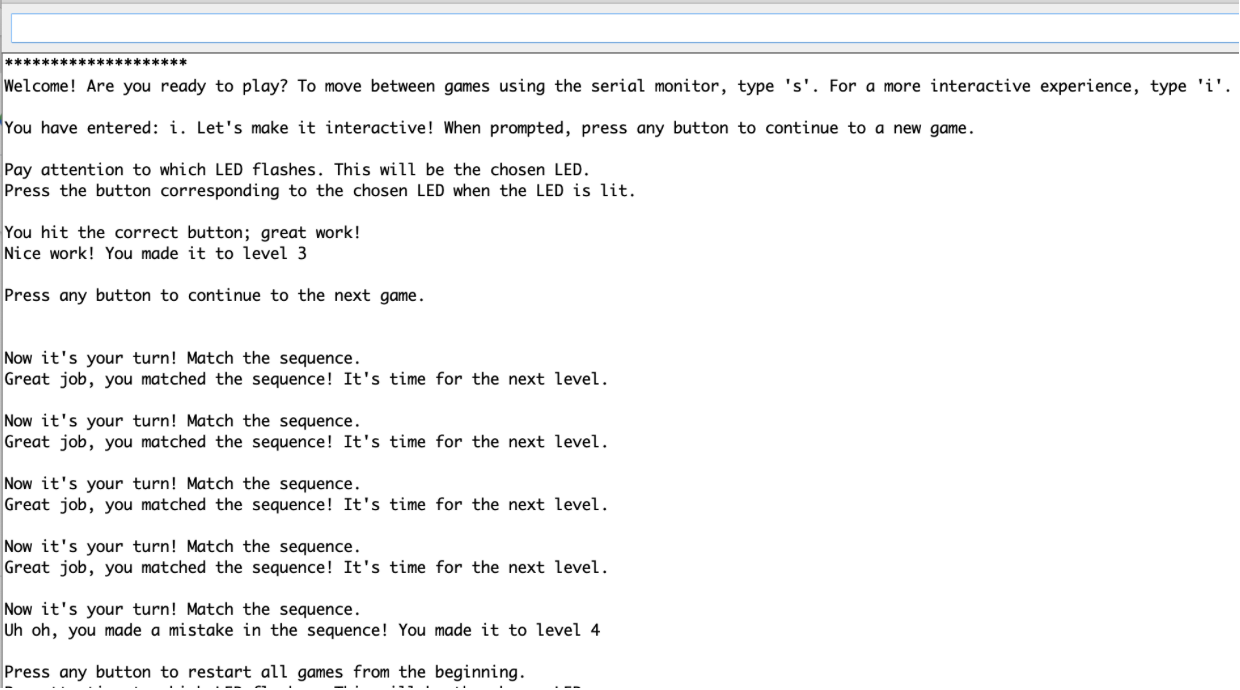 ********************
Welcome! Are you ready to play? To move between games using the serial monitor, type 's'. For a more interactive experience, type 'i'.
You have entered: i. Let's make it interactive! When prompted, press any button to continue to a new game.
Pay attention to which LED flashes. This will be the chosen LED.
Press the button corresponding to the chosen LED when the LED is lit.
You hit the correct button; great work!
Nice work! You made it to level 3
Press any button to continue to the next game.
Now it's your turn! Match the sequence.
Great job, you matched the sequence! It's time for the next level.
Now it's your turn! Match the sequence.
Great job, you matched the sequence! It's time for the next level.
Now it's your turn! Match the sequence.
Great job, you matched the sequence! It's time for the next level.
Now it's your turn! Match the sequence.
Great job, you matched the sequence! It's time for the next level.
Now it's your turn! Match the sequence.
Uh oh, you made a mistake in the sequence! You made it to level 4
Press any button to restart all games from the beginning.